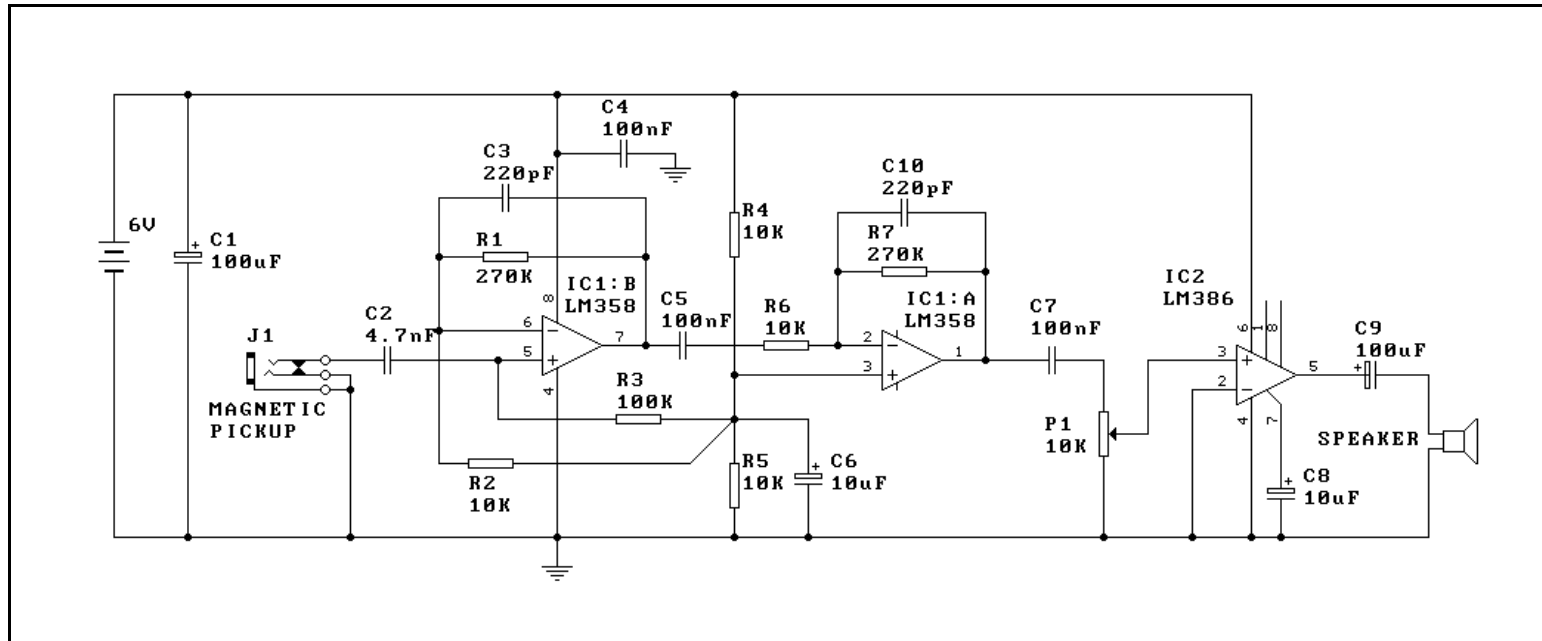 C4
100nF
C3
220pF
C10
220pF
6V
C1
100uF
R4
10K
R1
270K
R7
270K
8
IC1:B
LM358
IC1:A
LM358
IC2
LM386
C2
4.7nF
6
7
5
4
C5
100nF
R6
10K
2
3
1
C7
100nF
6
1
8
3
2
4
7
5
C9
100uF
+
J1
MAGNETIC
PICKUP
R3
100K
R2
10K
R5
10K
C6
10uF
P1
10K
SPEAKER
C8
10uF